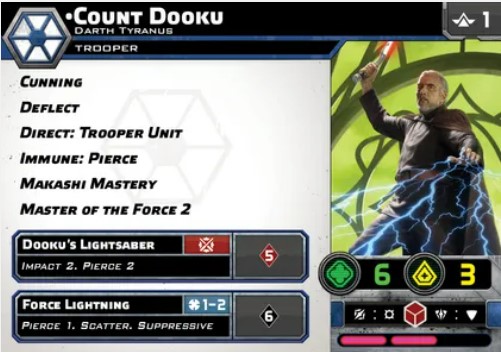 •Count Dooku
Darth Tyranus
Trooper
1
Cunning
Deflect
Direct: Trooper Unit
Immune: Pierce
Makashi Mastery
Master of the Force 2
Dooku's Lightsaber
5
Impact 2. Pierce 2
Force Lightning
1-2
6
Pierce 1. Scatter. Suppressive
6
3
: :